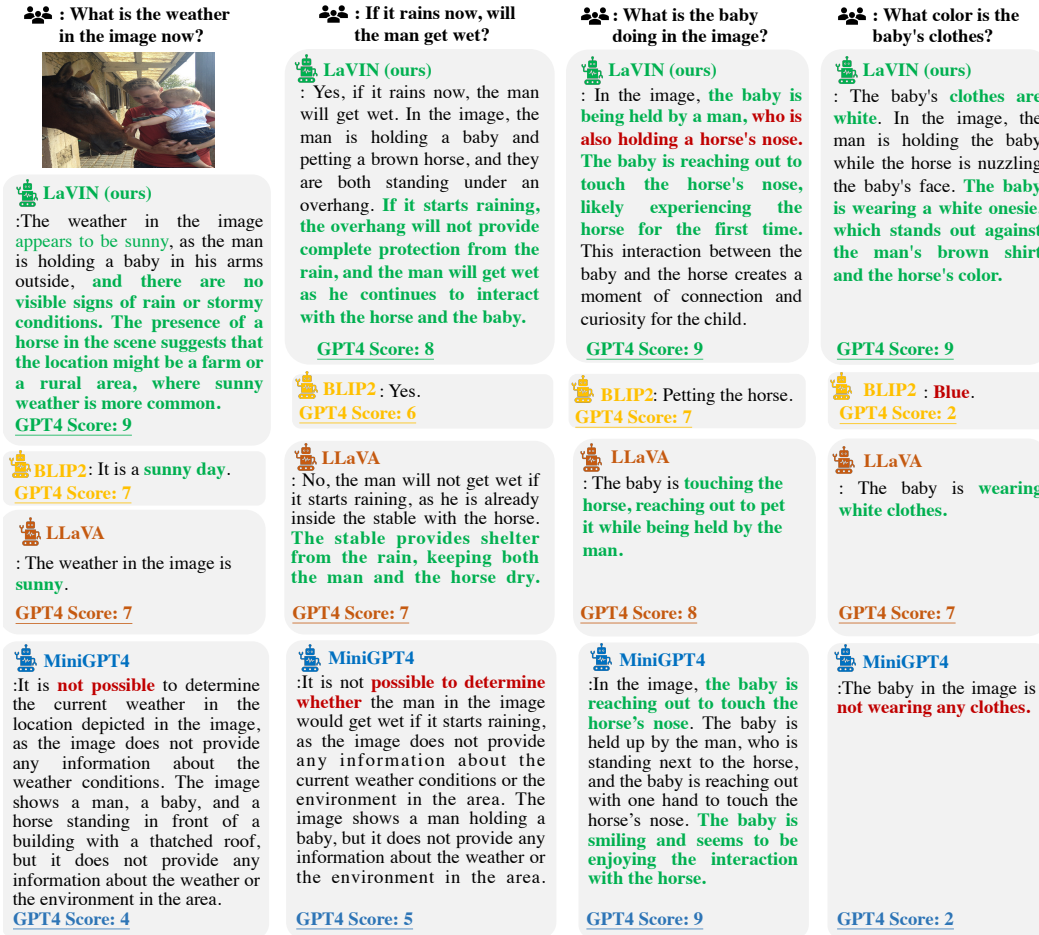 : What is the weather
in the image now?
LaVIN (ours)
:The weather in the image
appears to be sunny, as the man
is holding a baby in his arms
outside, and there are no
visible signs of rain or stormy
conditions. The presence of a
horse in the scene suggests that
the location might be a farm or
a rural area, where sunny
weather is more common.
GPT4 Score: 9
BLIP2: It is a sunny day.
GPT4 Score: 7
LLaVA
: The weather in the image is
sunny.
GPT4 Score: 7
MiniGPT4
:It is not possible to determine
the current weather in the
location depicted in the image,
as the image does not provide
any information about the
weather conditions. The image
shows a man, a baby, and a
horse standing in front of a
building with a thatched roof,
but it does not provide any
information about the weather or
the environment in the area.
GPT4 Score: 4
: If it rains now, will
the man get wet?
LaVIN (ours)
: Yes, if it rains now, the man
will get wet. In the image, the
man is holding a baby and
petting a brown horse, and they
are both standing under an
overhang. If it starts raining,
the overhang will not provide
complete protection from the
rain, and the man will get wet
as he continues to interact
with the horse and the baby.
GPT4 Score: 8
BLIP2 : Yes.
GPT4 Score: 6
LLaVA
: No, the man will not get wet if
it starts raining, as he is already
inside the stable with the horse.
The stable provides shelter
from the rain, keeping both
the man and the horse dry.
GPT4 Score: 7
MiniGPT4
:It is not possible to determine
whether the man in the image
would get wet if it starts raining,
as the image does not provide
any information about the
current weather conditions or the
environment in the area. The
image shows a man holding a
baby, but it does not provide any
information about the weather or
the environment in the area.
GPT4 Score: 5
: What is the baby
doing in the image?
LaVIN (ours)
: In the image, the baby is
being held by a man, who is
also holding a horse's nose.
The baby is reaching out to
touch the horse's nose,
likely experiencing the
horse for the first time.
This interaction between the
baby and the horse creates a
moment of connection and
curiosity for the child.
GPT4 Score: 9
BLIP2: Petting the horse.
GPT4 Score: 7
LLaVA
: The baby is touching the
horse, reaching out to pet
it while being held by the
man.
GPT4 Score: 8
MiniGPT4
:In the image, the baby is
reaching out to touch the
horse’s nose. The baby is
held up by the man, who is
standing next to the horse,
and the baby is reaching out
with one hand to touch the
horse’s nose. The baby is
smiling and seems to be
enjoying the interaction
with the horse.
GPT4 Score: 9
: What color is the
baby's clothes?
LaVIN (ours)
: The baby's clothes are
white. In the image, the
man is holding the baby
while the horse is nuzzling
the baby's face. The baby
is wearing a white onesie
which stands out against
the man's brown shirt
and the horse's color.
GPT4 Score: 9
BLIP2 : Blue.
GPT4 Score: 2
LLaVA
: The baby is wearing
white clothes.
GPT4 Score: 7
MiniGPT4
:The baby in the image is
not wearing any clothes.
GPT4 Score: 2